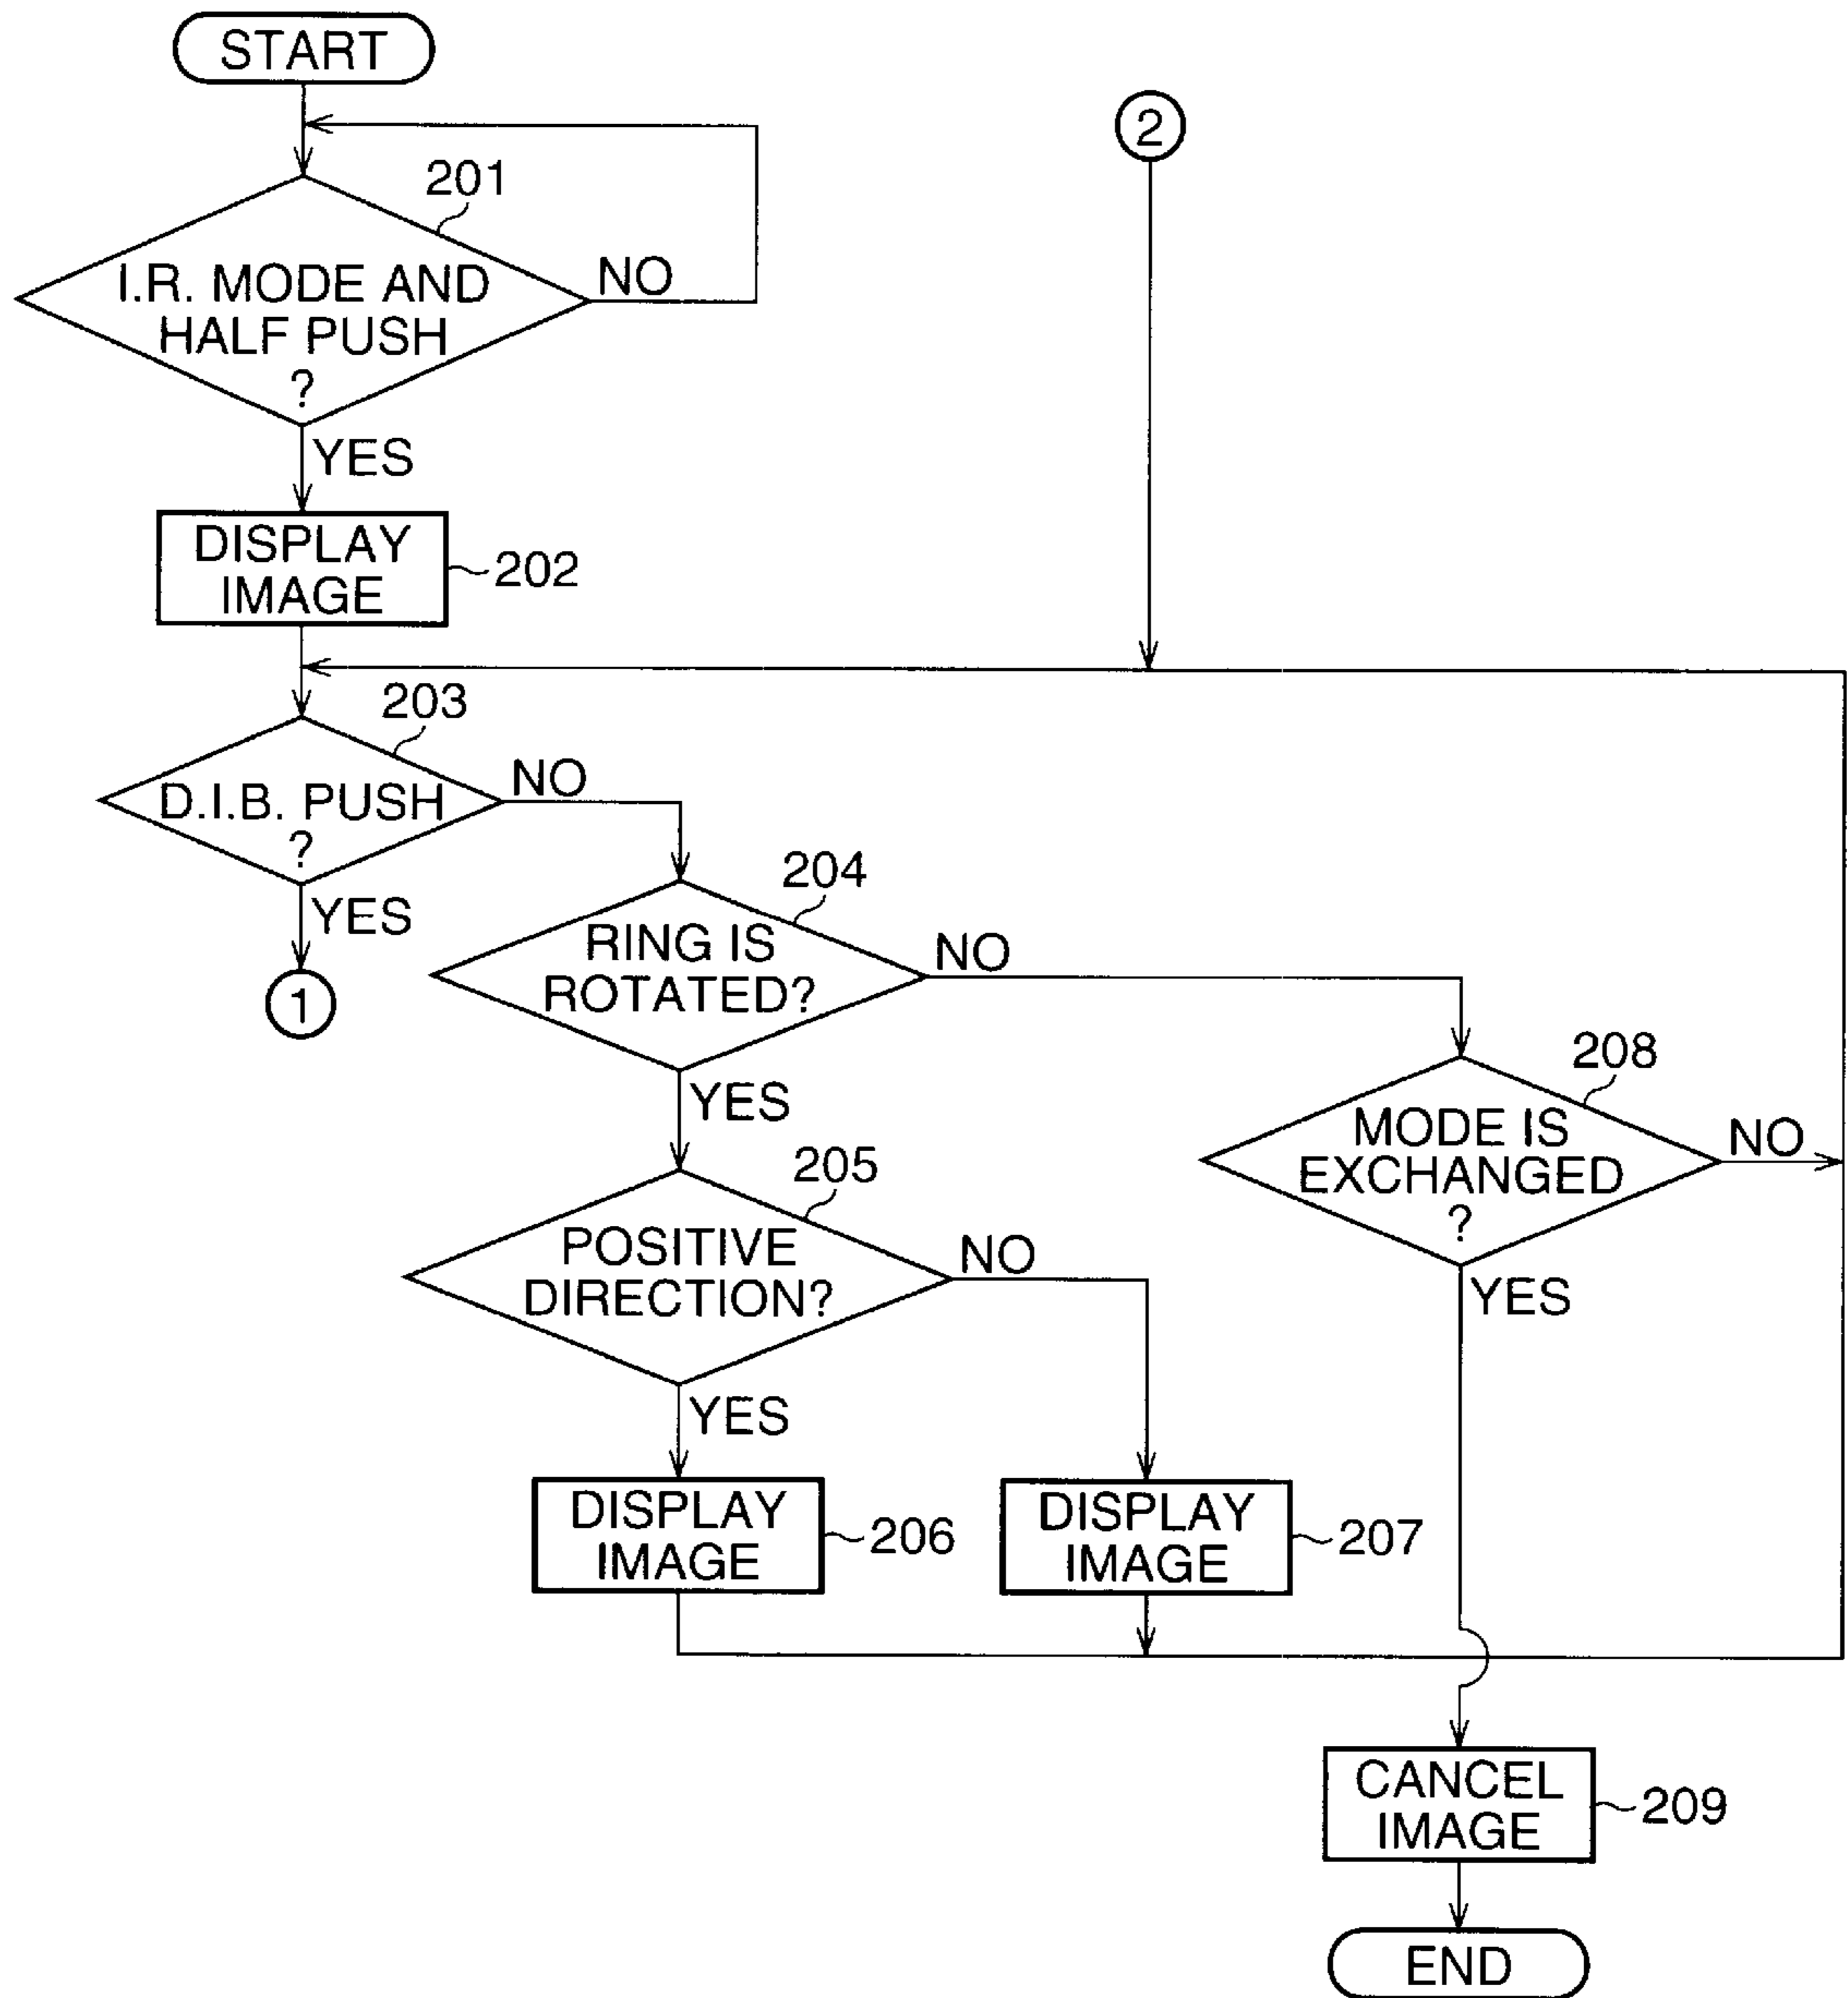 START
2
201
I.R. MODE AND
HALF PUSH
?
NO
YES
DISPLAY
IMAGE
202
203
D.I.B. PUSH
?
NO
YES
1
204
RING IS
ROTATED?
NO
YES
208
MODE IS
EXCHANGED
?
NO
YES
205
POSITIVE
DIRECTION?
NO
YES
DISPLAY
IMAGE
206
DISPLAY
IMAGE
207
CANCEL
IMAGE
209
END